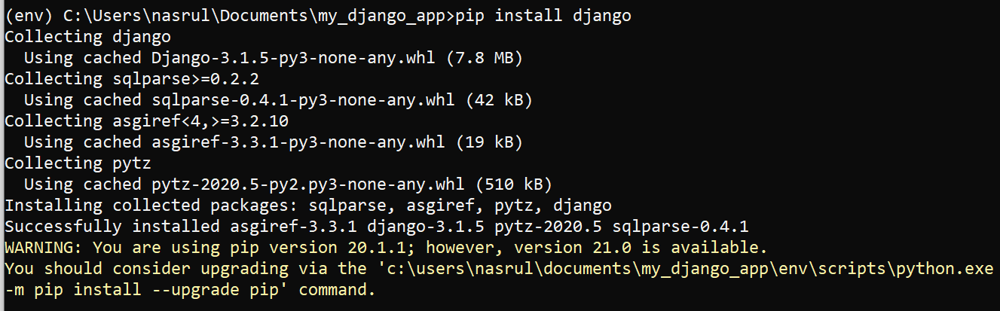 (env) C:\Users\nasrul\Documents\my_django_app>pip install django
Collecting django
  Using cached Django-3.1.5-py3-none-any.whl (7.8 MB)
Collecting sqlparse>=0.2.2
  Using cached sqlparse-0.4.1-py3-none-any.whl (42 kB)
Collecting asgiref<4,>=3.2.10
  Using cached asgiref-3.3.1-py3-none-any.whl (19 kB)
Collecting pytz
  Using cached pytz-2020.5-py2.py3-none-any.whl (510 kB)
Installing collected packages: sqlparse, asgiref, pytz, django
Successfully installed asgiref-3.3.1 django-3.1.5 pytz-2020.5 sqlparse-0.4.1
WARNING: You are using pip version 20.1.1; however, version 21.0 is available.
You should consider upgrading via the 'c:\users\nasrul\documents\my_django_app\env\scripts\python.exe
-m pip install --upgrade pip' command.